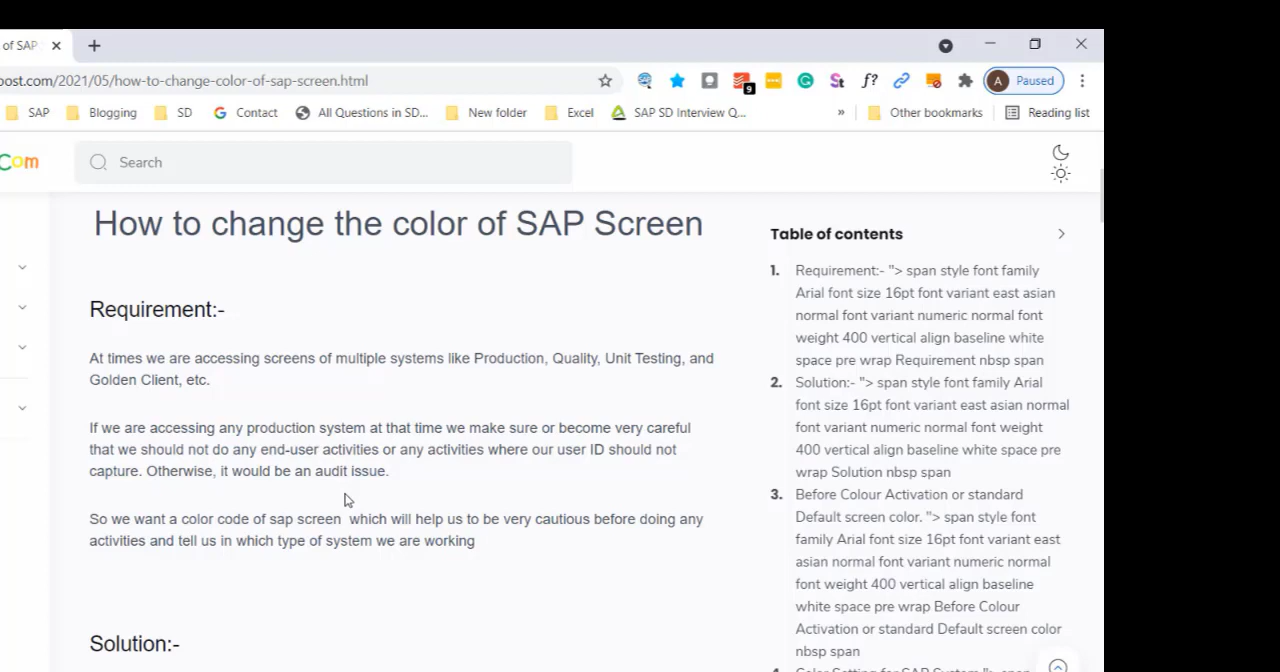 of SAP
oost.com/2021/05/how-to-change-color-of-sap-screen.html
9
St
f?
A Paused
SAP
Blogging
SD
Contact
All Questions in SD...
New folder
Excel
SAP SD Interview Q...
»
Other bookmarks
Reading list
Com
Search
How to change the color of SAP Screen
Requirement:-
At times we are accessing screens of multiple systems like Production, Quality, Unit Testing, and
Golden Client, etc.
If we are accessing any production system at that time we make sure or become very careful
that we should not do any end-user activities or any activities where our user ID should not
capture. Otherwise, it would be an audit issue.
So we want a color code of sap screen  which will help us to be very cautious before doing any
activities and tell us in which type of system we are working
Solution:-
Table of contents
1. Requirement:- "> span style font family
Arial font size 16pt font variant east asian
normal font variant numeric normal font
weight 400 vertical align baseline white
space pre wrap Requirement nbsp span
2. Solution:- "> span style font family Arial
font size 16pt font variant east asian normal
font variant numeric normal font weight
400 vertical align baseline white space pre
wrap Solution nbsp span
3. Before Colour Activation or standard
Default screen color. "> span style font
family Arial font size 16pt font variant east
asian normal font variant numeric normal
font weight 400 vertical align baseline
white space pre wrap Before Colour
Activation or standard Default screen color
nbsp span
4. Color Setting for SAP System "> span